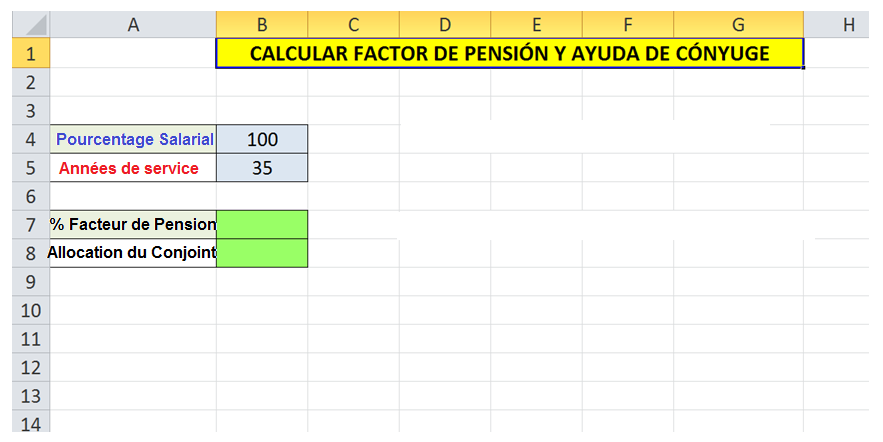 A B C D E F G H
1 CALCULAR FACTOR DE PENSIÓN Y AYUDA DE CÓNYUGE
2
3
4 Pourcentage Salarial 100
5 Années de service 35
6
7 % Facteur de Pension
8 Allocation du Conjoint
9
10
11
12
13
14